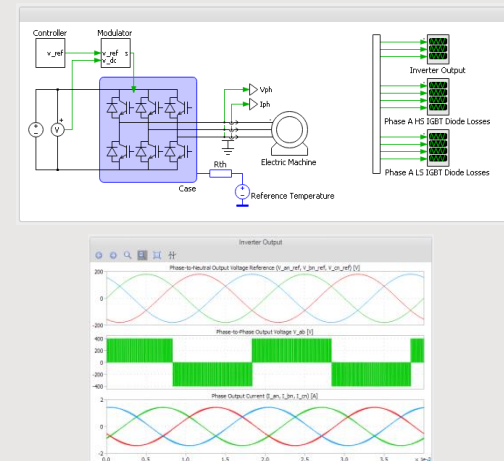 Controller
Modulator
v_ref
v_ref s
v_dc
Vph
Iph
Electric Machine
Rth
Case
Reference Temperature
Inverter Output
Phase A HS IGBT Diode Losses
Phase A LS IGBT Diode Losses
Inverter Output
Phase-to-Neutral Output Voltage Reference (V_an_ref, V_bn_ref, V_cn_ref) [V]
200
0
-200
Phase-to-Phase Output Voltage V_ab [V]
400
200
0
-200
-400
Phase Output Current (I_an, I_bn, I_cn) [A]
2
0
-2
0.0 0.5 1.0 1.5 2.0 2.5 3.0 3.5 × 1e-2